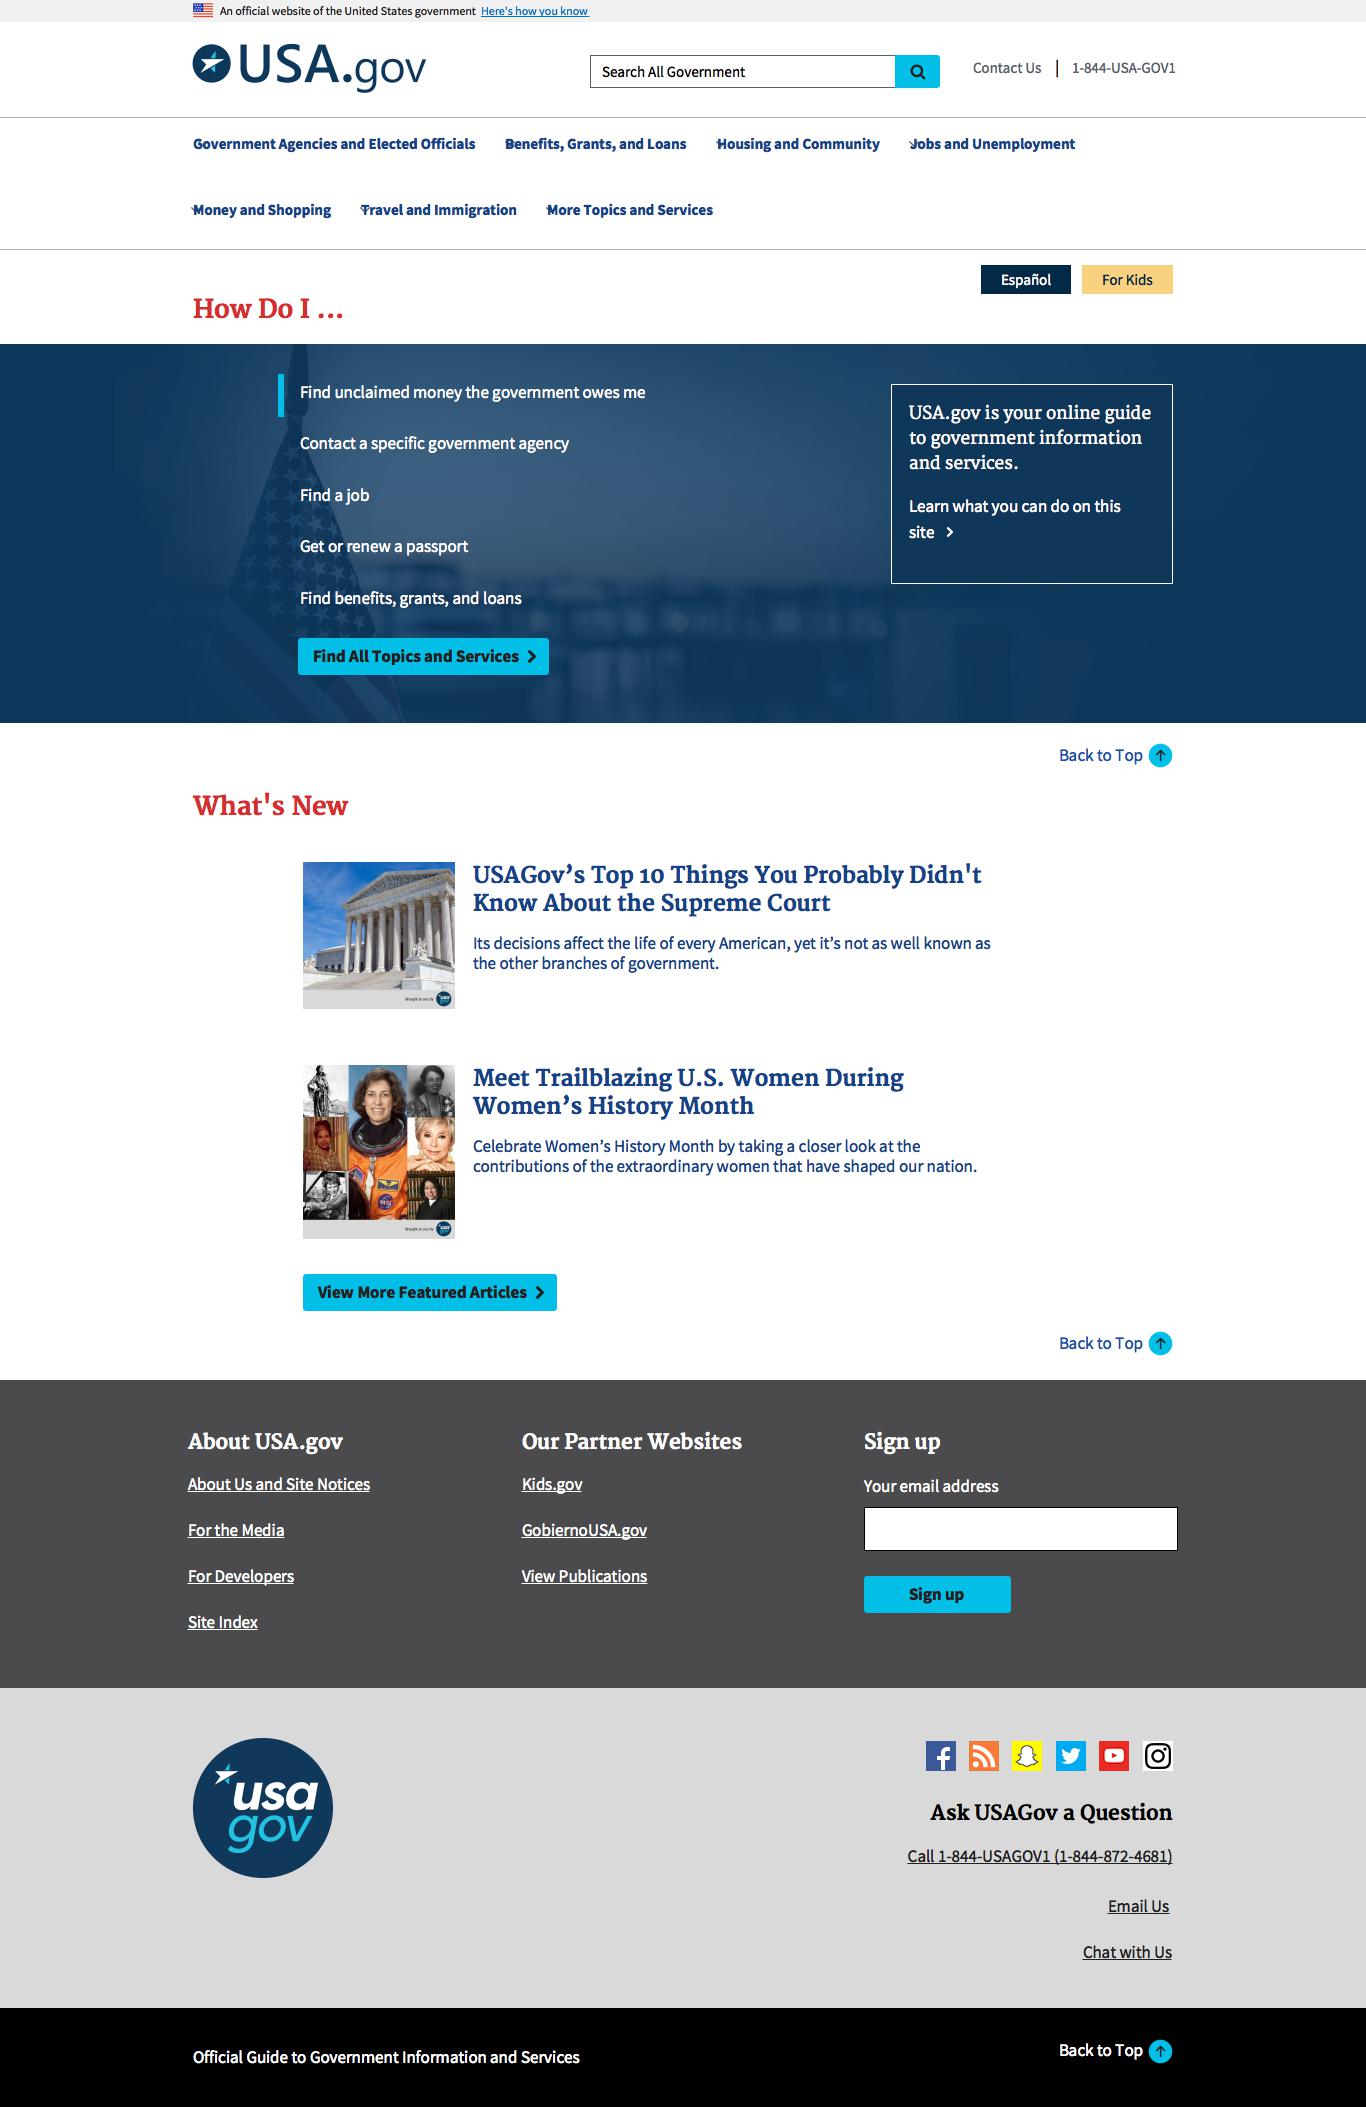 An official website of the United States government Here's how you know
USA.gov
Search All Government
Contact Us | 1-844-USA-GOV1
Government Agencies and Elected Officials Benefits, Grants, and Loans Housing and Community Jobs and Unemployment
Money and Shopping Travel and Immigration More Topics and Services
Español For Kids
How Do I ...
Find unclaimed money the government owes me
Contact a specific government agency
Find a job
Get or renew a passport
Find benefits, grants, and loans
Find All Topics and Services
USA.gov is your online guide
to government information
and services.
Learn what you can do on this
site
Back to Top
What's New
USAGov’s Top 10 Things You Probably Didn't
Know About the Supreme Court
Its decisions affect the life of every American, yet it’s not as well known as
the other branches of government.
Brought to you by usa gov
Meet Trailblazing U.S. Women During
Women’s History Month
Celebrate Women’s History Month by taking a closer look at the
contributions of the extraordinary women that have shaped our nation.
Brought to you by usa gov
View More Featured Articles
Back to Top
About USA.gov
About Us and Site Notices
For the Media
For Developers
Site Index
Our Partner Websites
Kids.gov
GobiernoUSA.gov
View Publications
Sign up
Your email address
Sign up
usa
gov
Ask USAGov a Question
Call 1-844-USAGOV1 (1-844-872-4681)
Email Us
Chat with Us
Official Guide to Government Information and Services
Back to Top